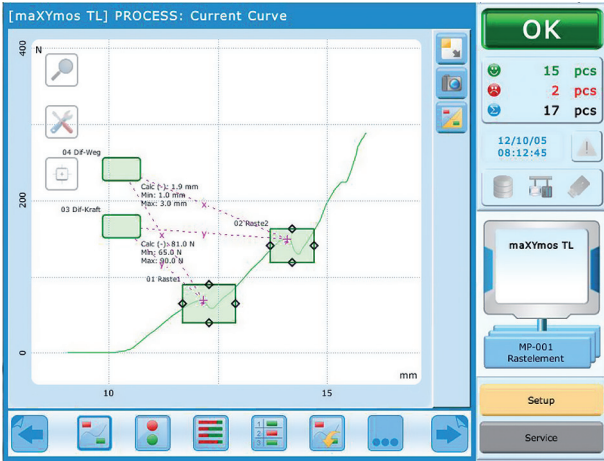 [maXYmos TL] PROCESS: Current Curve
OK
15 pcs
2 pcs
17 pcs
12/10/05
08:12:45
maXYmos TL
MP-001
Rastelement
Setup
Service
400
N
200
0
10
15
mm
04 Dif-Weg
Calc (-): 1.9 mm
Min: 1.0 mm
Max: 3.0 mm
X
03 Dif-Kraft
02 Raste2
X
Y
Calc (-): 81.0 N
Min: 65.0 N
Max: 90.0 N
Y
01 Raste1
1
2
3